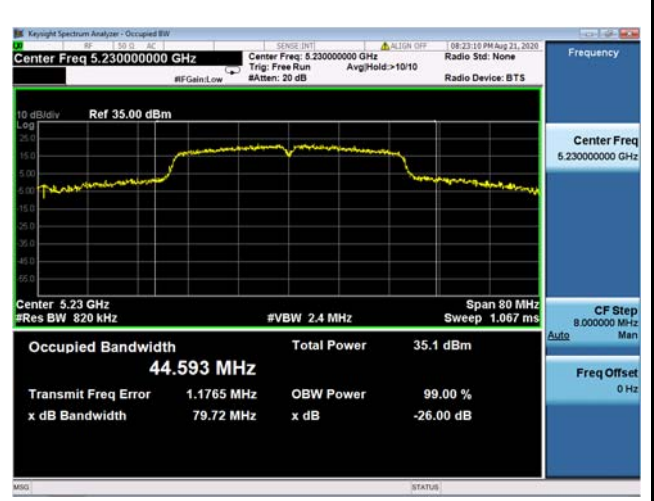 Keysight Spectrum Analyzer - Occupied BW
RF 50 Ω AC SENSE:INT ALIGN OFF 08:23:10 PM Aug 21, 2020
Center Freq 5.230000000 GHz
Center Freq: 5.230000000 GHz
Radio Std: None
Trig: Free Run Avg|Hold:>10/10
#IFGain:Low
#Atten: 20 dB
Radio Device: BTS
10 dB/div Ref 35.00 dBm
Log
25.0
15.0
5.00
-5.00
-15.0
-25.0
-35.0
-45.0
-55.0
Center 5.23 GHz Span 80 MHz
#Res BW 820 kHz #VBW 2.4 MHz Sweep 1.067 ms
Occupied Bandwidth Total Power 35.1 dBm
44.593 MHz
Transmit Freq Error 1.1765 MHz OBW Power 99.00 %
x dB Bandwidth 79.72 MHz x dB -26.00 dB
MSG STATUS
Frequency
Center Freq
5.230000000 GHz
CF Step
8.000000 MHz
Auto Man
Freq Offset
0 Hz